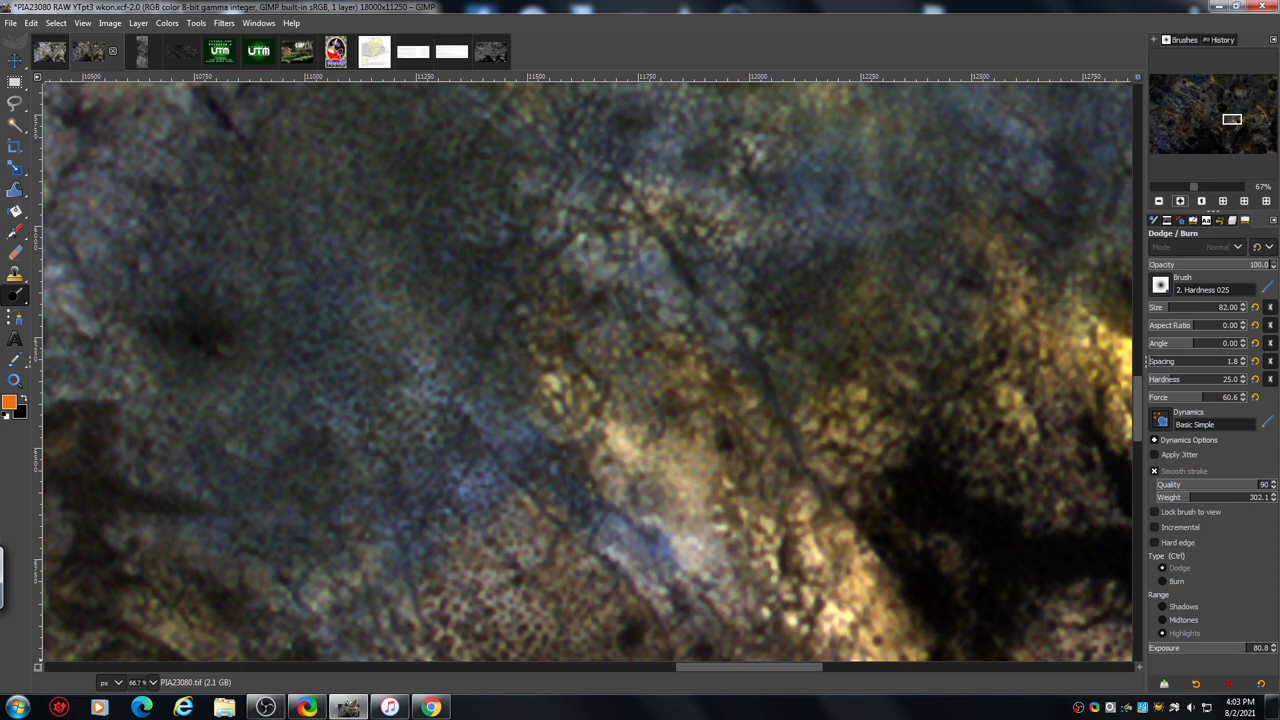 *PIA23080 RAW YTpt3 wkon.xcf-2.0 (RGB color 8-bit gamma integer, GIMP built-in sRGB, 1 layer) 18000x11250 – GIMP
File Edit Select View Image Layer Colors Tools Filters Windows Help
UTM UTM
Brushes History
10500 10750 11000 11250 11500 11750 12000 12250 12500 12750
67%
Dodge / Burn
Mode Normal
Opacity 100.0
Brush
2. Hardness 025
Size 82.00
Aspect Ratio 0.00
Angle 0.00
Spacing 1.8
Hardness 25.0
Force 60.6
Dynamics
Basic Simple
Dynamics Options
Apply Jitter
Smooth stroke
Quality 90
Weight 302.1
Lock brush to view
Incremental
Hard edge
Type (Ctrl)
Dodge
Burn
Range
Shadows
Midtones
Highlights
Exposure 80.8
px 66.7 % PIA23080.tif (2.1 GB)
4:03 PM
8/2/2021